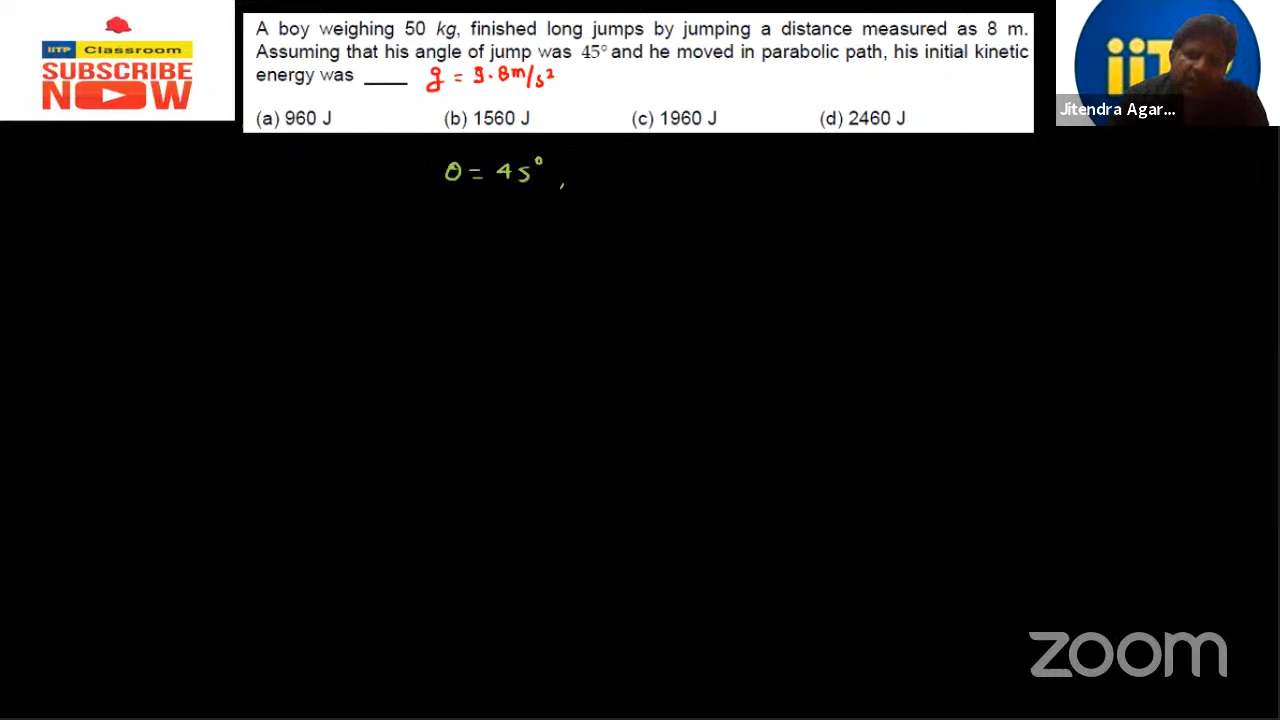 IITP Classroom
SUBSCRIBE
NOW
A boy weighing 50 kg, finished long jumps by jumping a distance measured as 8 m.
Assuming that his angle of jump was 45° and he moved in parabolic path, his initial kinetic
energy was ____ g = 9.8m/s²
(a) 960 J (b) 1560 J (c) 1960 J (d) 2460 J
Jitendra Agar...
θ = 45°,
zoom